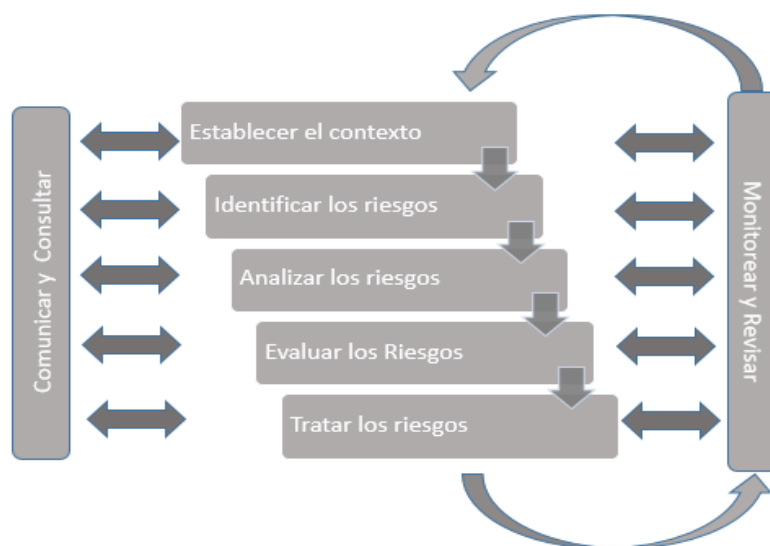 Comunicar y Consultar
Establecer el contexto
Identificar los riesgos
Analizar los riesgos
Evaluar los Riesgos
Tratar los riesgos
Monitorear y Revisar